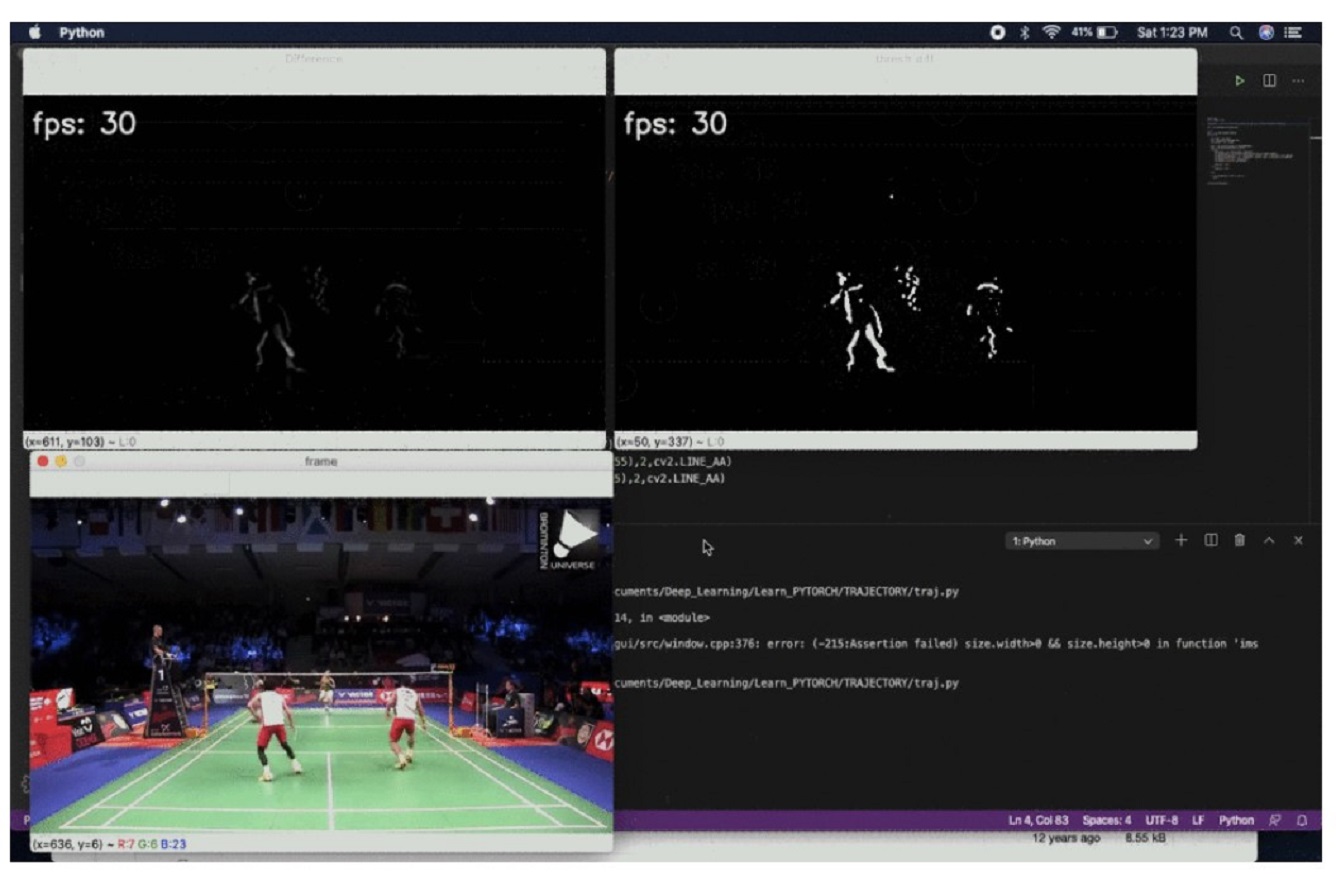 Python
41%
Sat 1:23 PM
Difference
fps: 30
fps: 30
(x=611, y=103) ~ L:0
(x=50, y=337) ~ L:0
frame
55),2,cv2.LINE_AA)
5),2,cv2.LINE_AA)
BADMINTON
UNIVERSE
1
1: Python
cuments/Deep_Learning/Learn_PYTORCH/TRAJECTORY/traj.py
14, in <module>
gui/src/window.cpp:376: error: (-215:Assertion failed) size.width>0 && size.height>0 in function 'ims
cuments/Deep_Learning/Learn_PYTORCH/TRAJECTORY/traj.py
(x=636, y=6) ~ R:7 G:6 B:23
Ln 4, Col 83 Spaces: 4 UTF-8 LF Python
12 years ago 8.55 kB